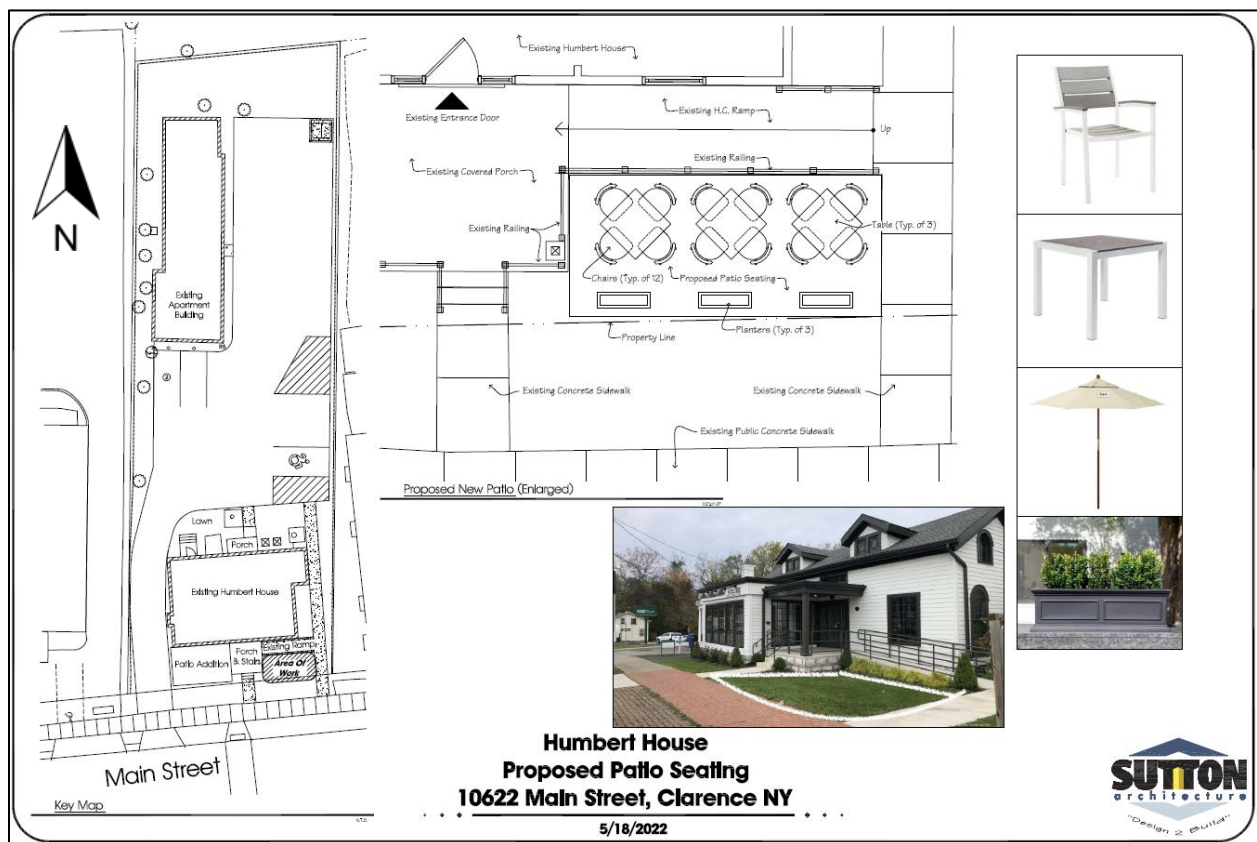 N
Existing
Apartment
Building
Lawn
Porch
Existing Humbert House
Existing Ramp
Patio Addition
Porch
& Stairs
Area Of
Work
Main Street
Key Map
Existing Humbert House
Existing Entrance Door
Existing H.C. Ramp
Up
Existing Railing
Existing Covered Porch
Existing Railing
Table (Typ. of 3)
Chairs (Typ. of 12)
Proposed Patio Seating
Planters (Typ. of 3)
Property Line
Existing Concrete Sidewalk
Existing Concrete Sidewalk
Existing Public Concrete Sidewalk
Proposed New Patio (Enlarged)
Humbert House
Proposed Patio Seating
10622 Main Street, Clarence NY
5/18/2022
SUTTON
architecture
"Design 2 Build"